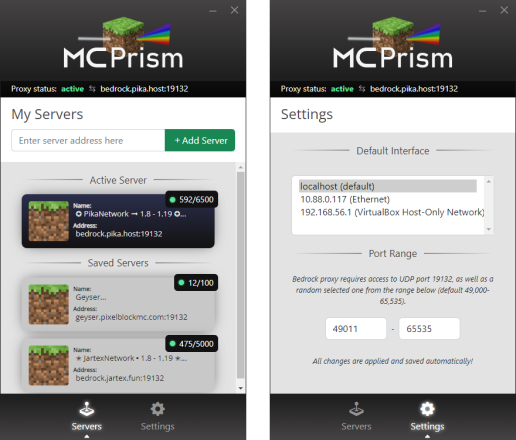 MCPrism
Proxy status: active ⇆ bedrock.pika.host:19132
My Servers
Enter server address here
+ Add Server
Active Server
592/6500
Name:
✪ PikaNetwork ➞ 1.8 - 1.19 ✪...
Address:
bedrock.pika.host:19132
Saved Servers
12/100
Name:
Geyser...
Address:
geyser.pixelblockmc.com:19132
475/5000
Name:
★ JartexNetwork • 1.8 - 1.19 ★...
Address:
bedrock.jartex.fun:19132
Servers
Settings
MCPrism
Proxy status: active ⇆ bedrock.pika.host:19132
Settings
Default Interface
localhost (default)
10.88.0.117 (Ethernet)
192.168.56.1 (VirtualBox Host-Only Network)
Port Range
Bedrock proxy requires access to UDP port 19132, as well as a
random selected one from the range below (default 49,000-
65,535).
49011 - 65535
All changes are applied and saved automatically!
Servers
Settings